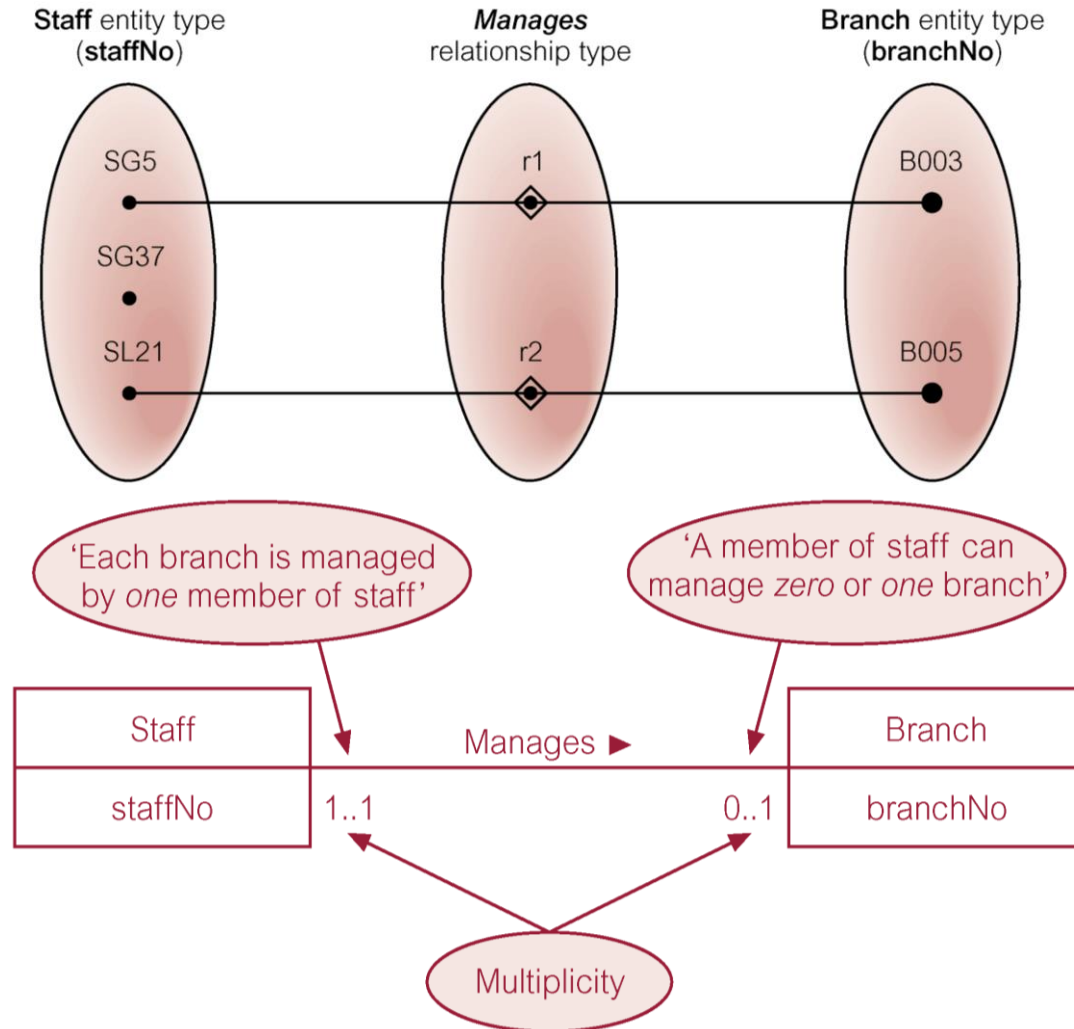 Staff entity type
(staffNo)
Manages
relationship type
Branch entity type
(branchNo)
SG5
r1
B003
SG37
SL21
r2
B005
‘Each branch is managed
by one member of staff’
‘A member of staff can
manage zero or one branch’
Staff
Manages ►
Branch
staffNo
1..1
0..1
branchNo
Multiplicity